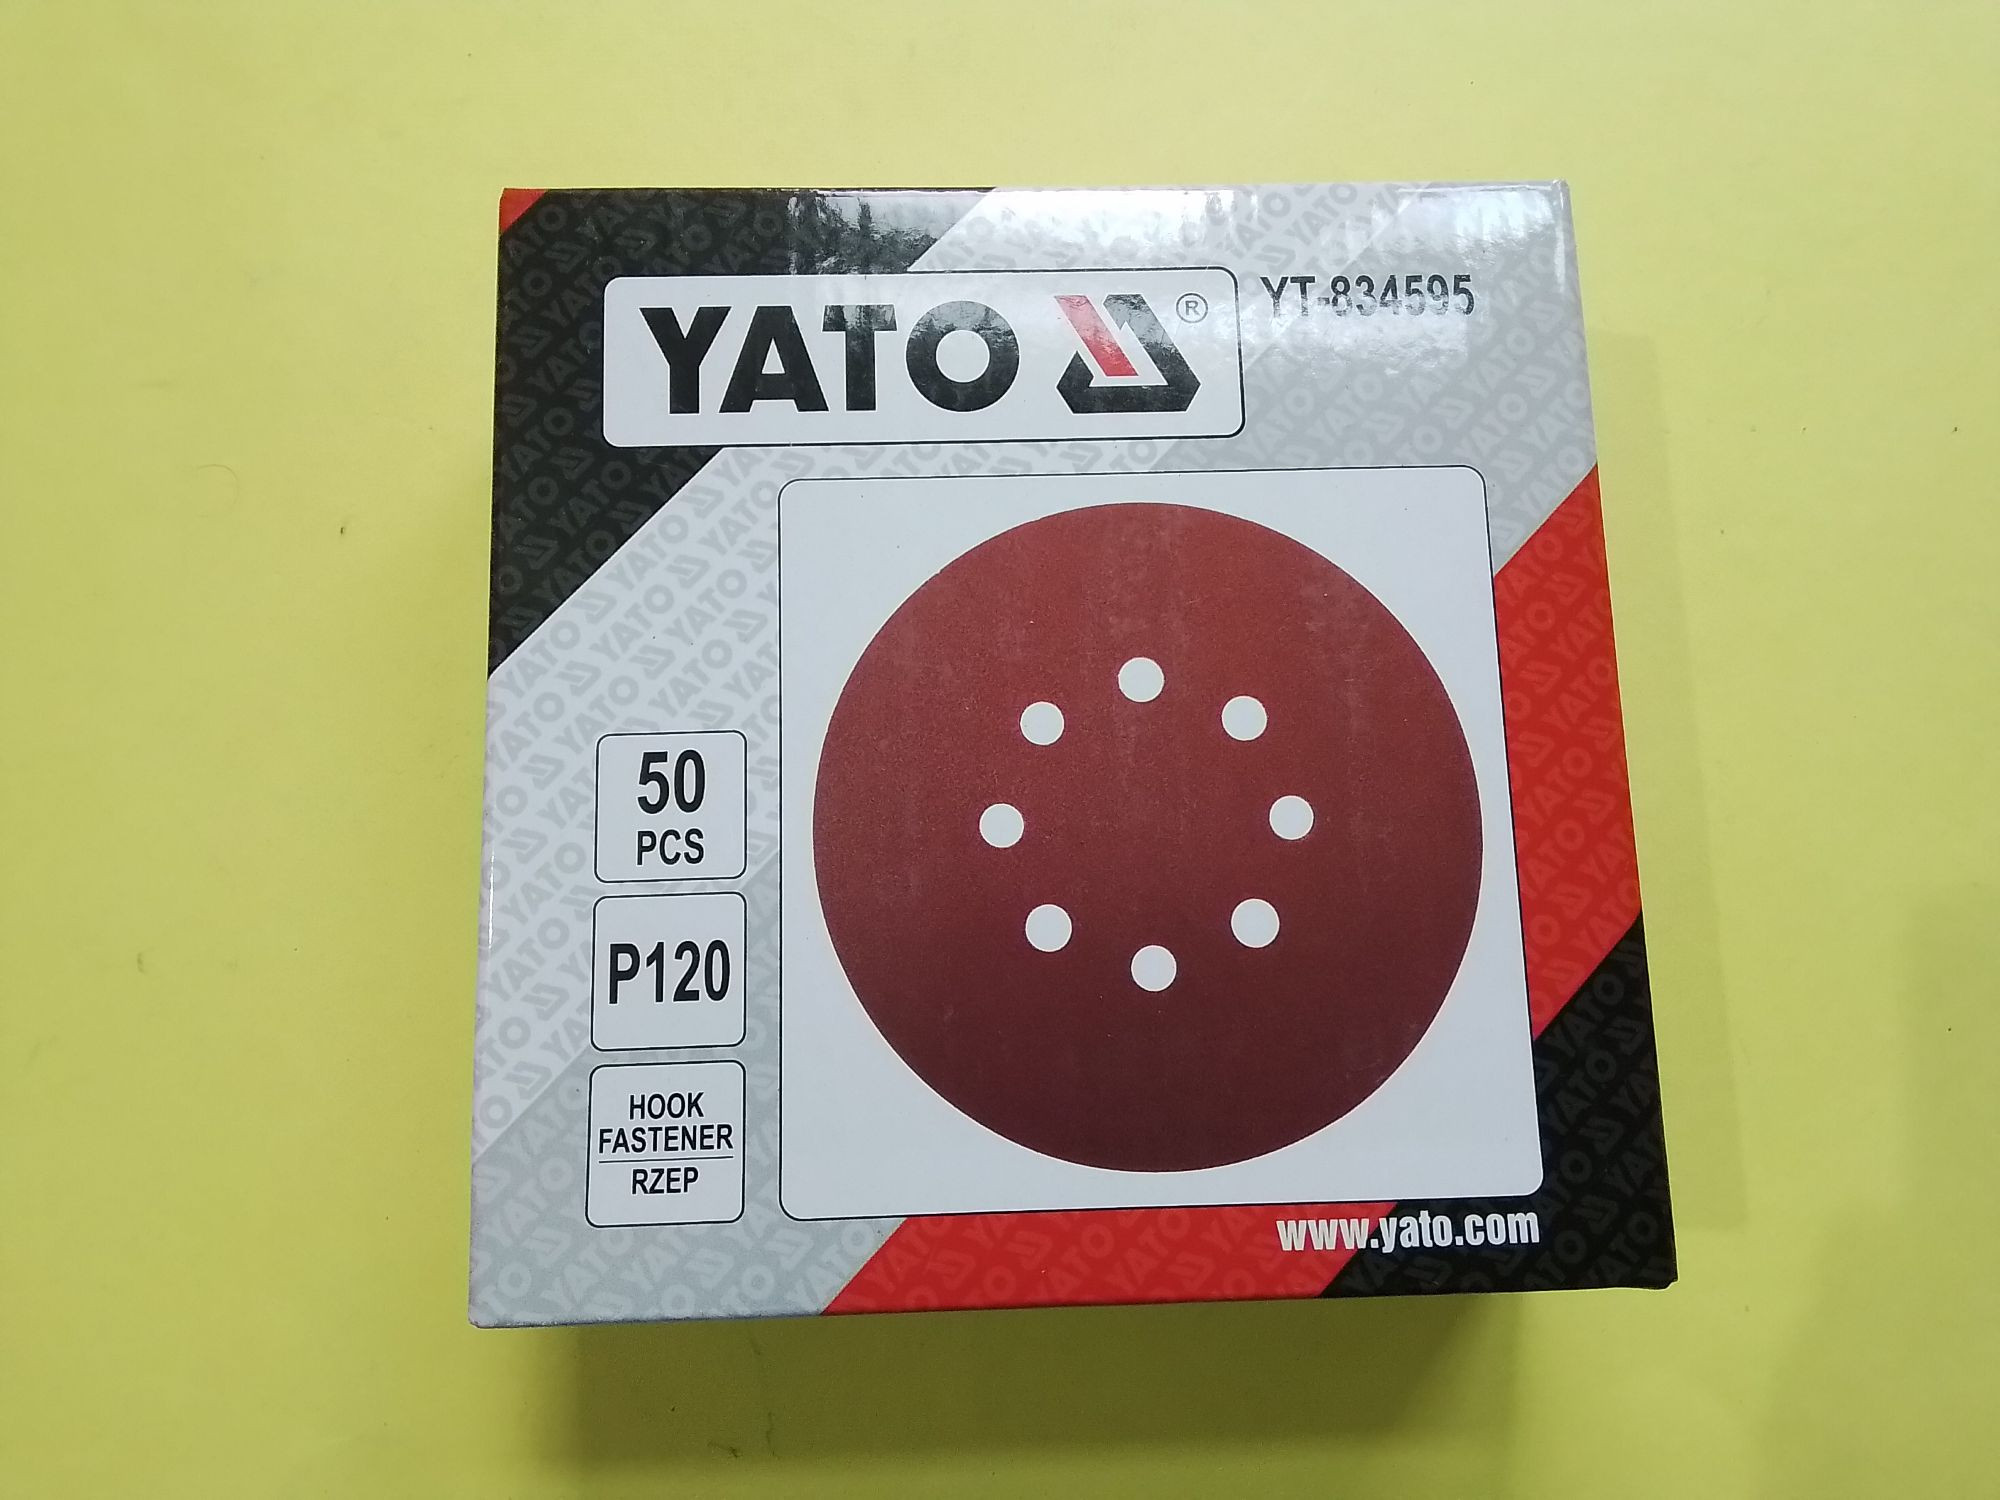 YATO ®
YT-834595
50
PCS
P120
HOOK
FASTENER
RZEP
www.yato.com